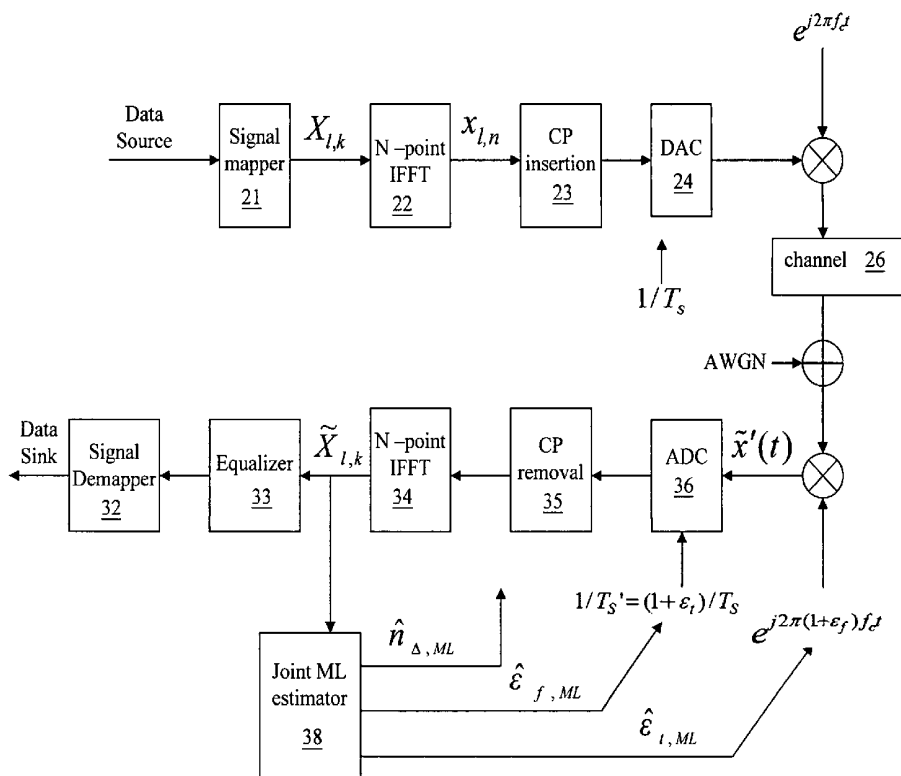 e^{j2πf_c t}
Data
Source
Signal
mapper
21
X_{l,k}
N –point
IFFT
22
x_{l,n}
CP
insertion
23
DAC
24
1/T_s
channel 26
AWGN
Data
Sink
Signal
Demapper
32
Equalizer
33
X̃_{l,k}
N –point
IFFT
34
CP
removal
35
ADC
36
x̃'(t)
1/T_S'=(1+ε_t)/T_S
e^{j2π(1+ε_f)f_c t}
Joint ML
estimator
38
n̂_{Δ,ML}
ε̂_{f,ML}
ε̂_{t,ML}